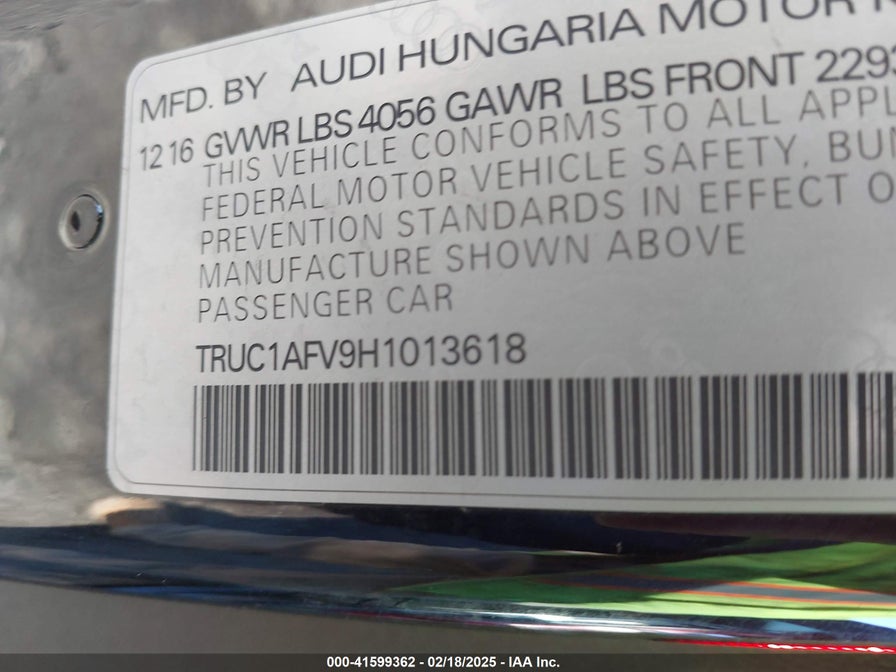 MFD. BY AUDI HUNGARIA MOTOR
12 16 GVWR LBS 4056 GAWR LBS FRONT 2293
THIS VEHICLE CONFORMS TO ALL
FEDERAL MOTOR VEHICLE SAFETY,
PREVENTION STANDARDS IN EFFECT
MANUFACTURE SHOWN ABOVE
PASSENGER CAR
TRUC1AFV9H1013618
000-41599362 - 02/18/2025 - IAA Inc.